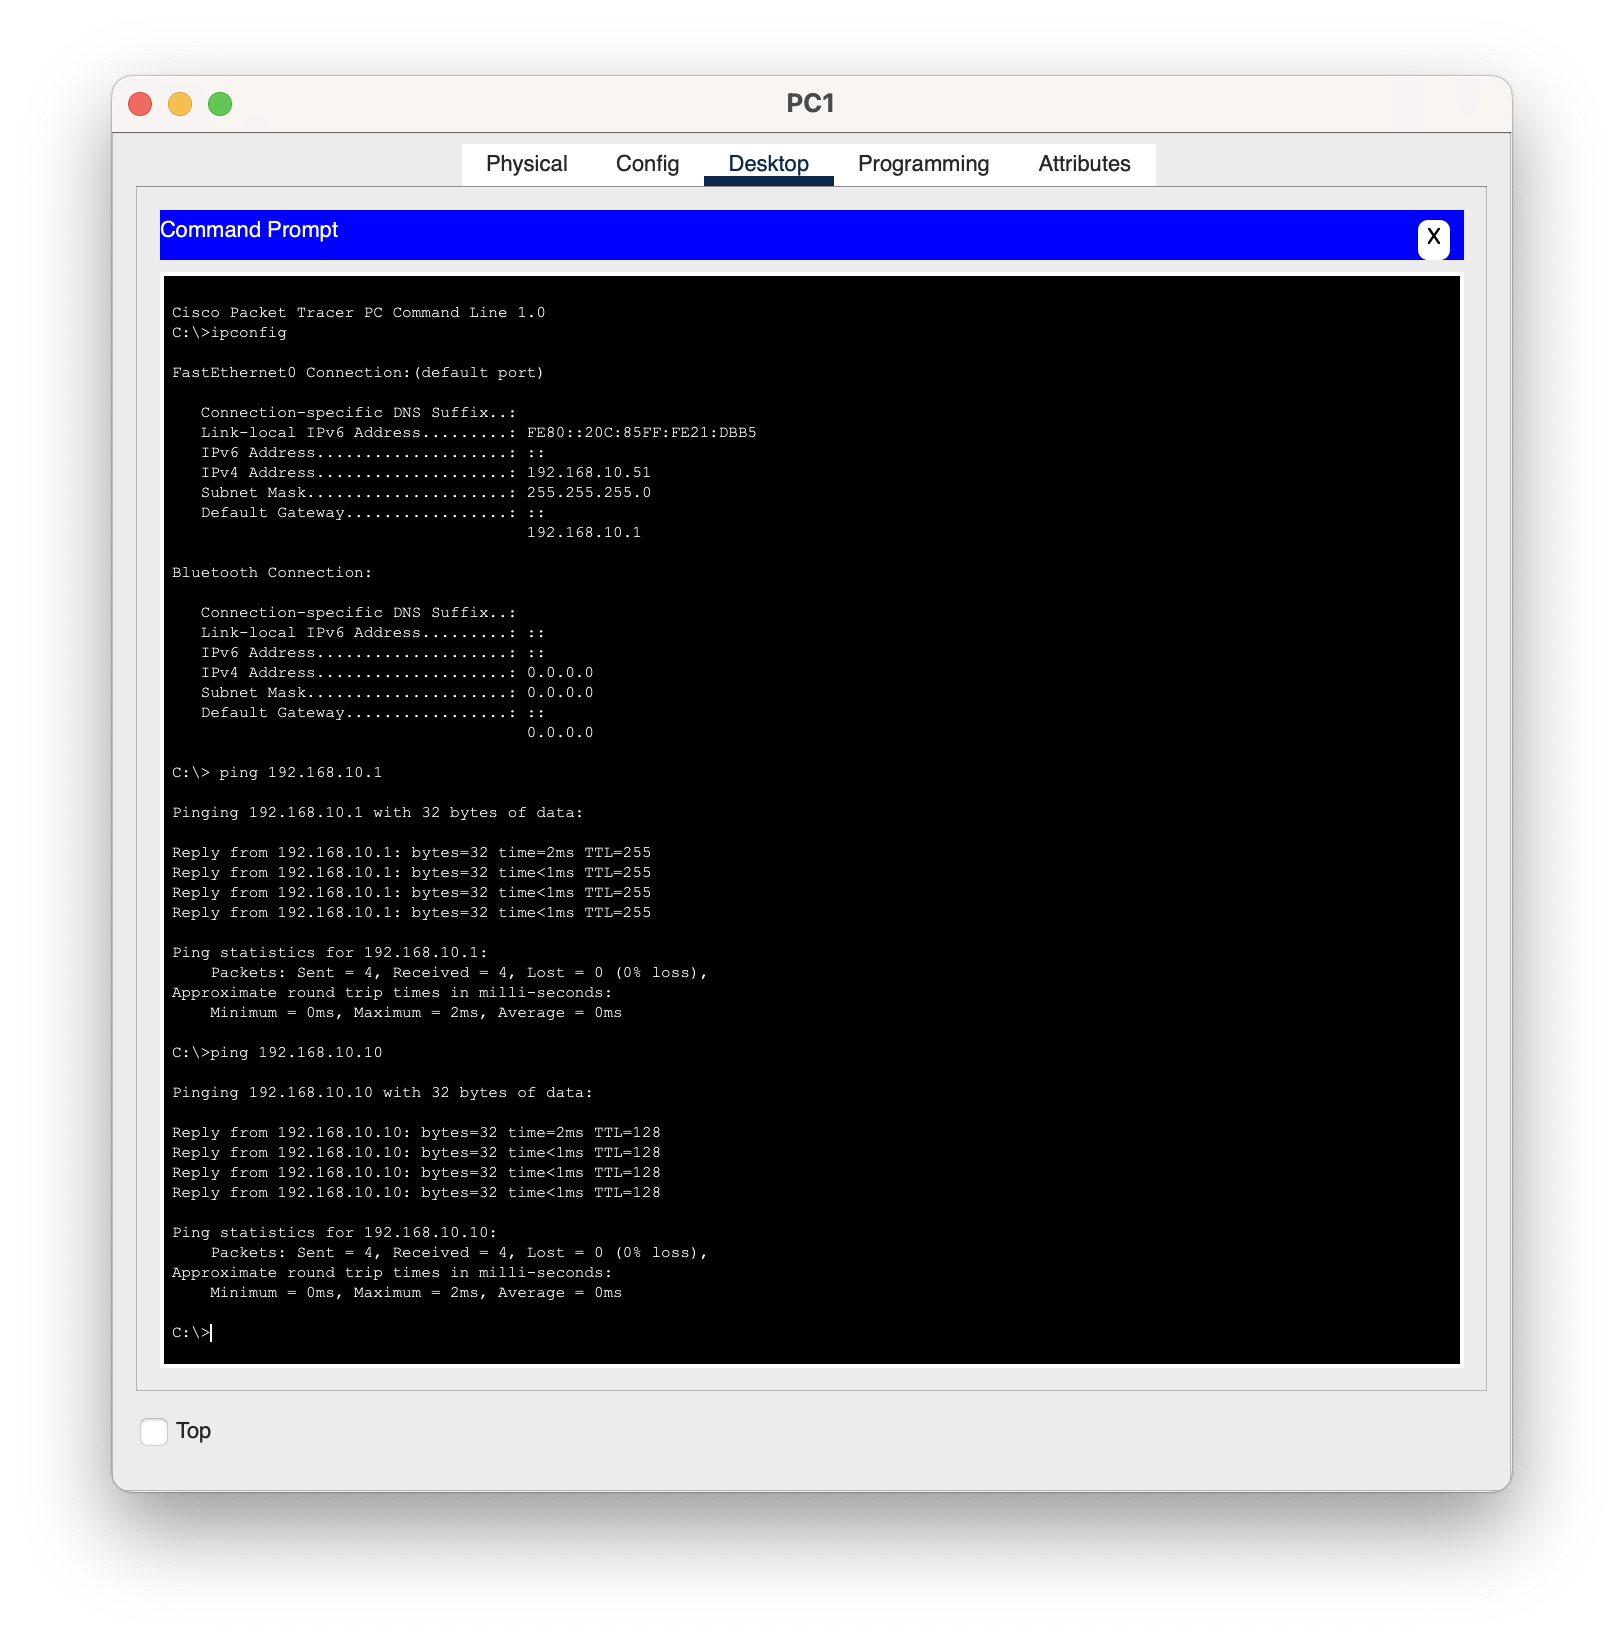 PC1
Physical Config Desktop Programming Attributes
Command Prompt
X
Cisco Packet Tracer PC Command Line 1.0
C:\>ipconfig
FastEthernet0 Connection:(default port)
Connection-specific DNS Suffix..:
Link-local IPv6 Address.........: FE80::20C:85FF:FE21:DBB5
IPv6 Address....................: ::
IPv4 Address....................: 192.168.10.51
Subnet Mask.....................: 255.255.255.0
Default Gateway.................: ::
192.168.10.1
Bluetooth Connection:
Connection-specific DNS Suffix..:
Link-local IPv6 Address.........: ::
IPv6 Address....................: ::
IPv4 Address....................: 0.0.0.0
Subnet Mask.....................: 0.0.0.0
Default Gateway.................: ::
0.0.0.0
C:\> ping 192.168.10.1
Pinging 192.168.10.1 with 32 bytes of data:
Reply from 192.168.10.1: bytes=32 time=2ms TTL=255
Reply from 192.168.10.1: bytes=32 time<1ms TTL=255
Reply from 192.168.10.1: bytes=32 time<1ms TTL=255
Reply from 192.168.10.1: bytes=32 time<1ms TTL=255
Ping statistics for 192.168.10.1:
Packets: Sent = 4, Received = 4, Lost = 0 (0% loss),
Approximate round trip times in milli-seconds:
Minimum = 0ms, Maximum = 2ms, Average = 0ms
C:\>ping 192.168.10.10
Pinging 192.168.10.10 with 32 bytes of data:
Reply from 192.168.10.10: bytes=32 time=2ms TTL=128
Reply from 192.168.10.10: bytes=32 time<1ms TTL=128
Reply from 192.168.10.10: bytes=32 time<1ms TTL=128
Reply from 192.168.10.10: bytes=32 time<1ms TTL=128
Ping statistics for 192.168.10.10:
Packets: Sent = 4, Received = 4, Lost = 0 (0% loss),
Approximate round trip times in milli-seconds:
Minimum = 0ms, Maximum = 2ms, Average = 0ms
C:\>
Top